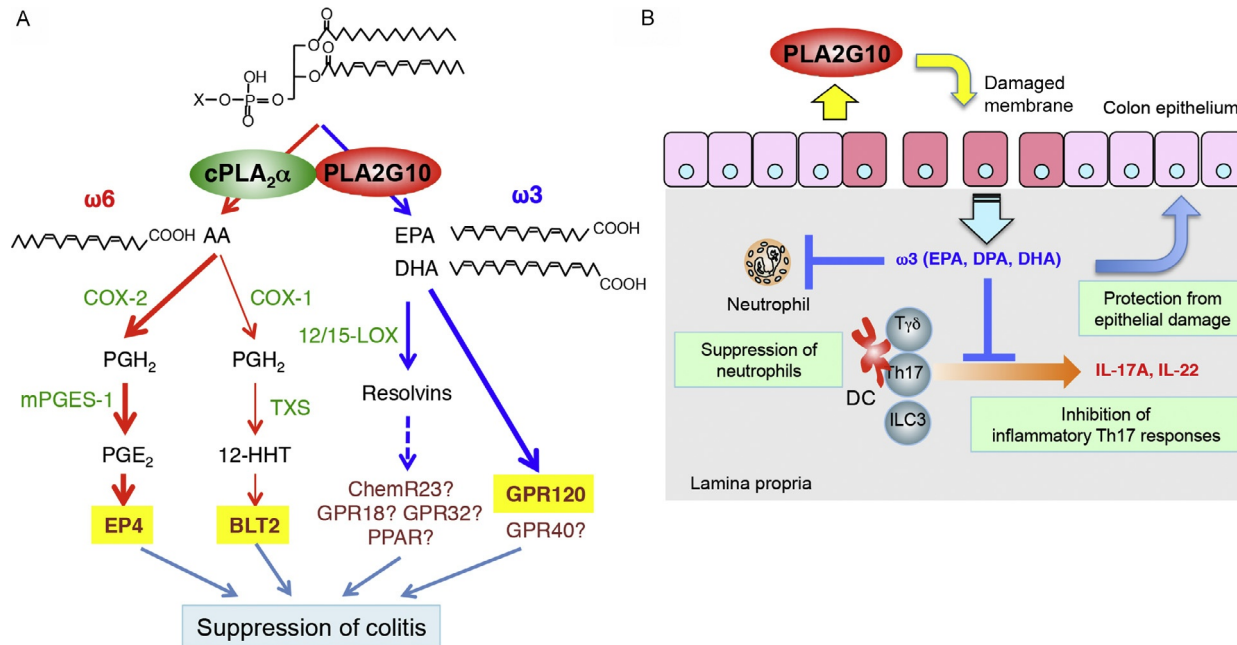 A
O
O
O
O
OH
X-O-P-O
O
cPLA₂α
PLA2G10
ω6
ω3
COOH
AA
EPA
COOH
DHA
COOH
COX-2
COX-1
12/15-LOX
PGH₂
PGH₂
Resolvins
mPGES-1
TXS
PGE₂
12-HHT
ChemR23?
GPR18? GPR32?
PPAR?
GPR120
GPR40?
EP4
BLT2
Suppression of colitis
B
PLA2G10
Damaged
membrane
Colon epithelium
ω3 (EPA, DPA, DHA)
Neutrophil
Protection from
epithelial damage
Suppression of
neutrophils
Tγδ
Th17
ILC3
DC
IL-17A, IL-22
Inhibition of
inflammatory Th17 responses
Lamina propria